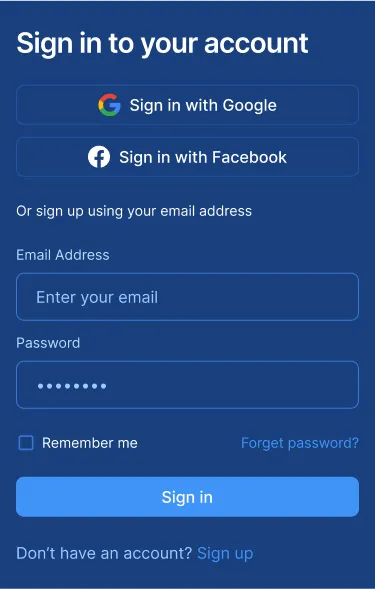 Sign in to your account
Sign in with Google
Sign in with Facebook
Or sign up using your email address
Email Address
Enter your email
Password
••••••••
Remember me
Forget password?
Sign in
Don’t have an account? Sign up